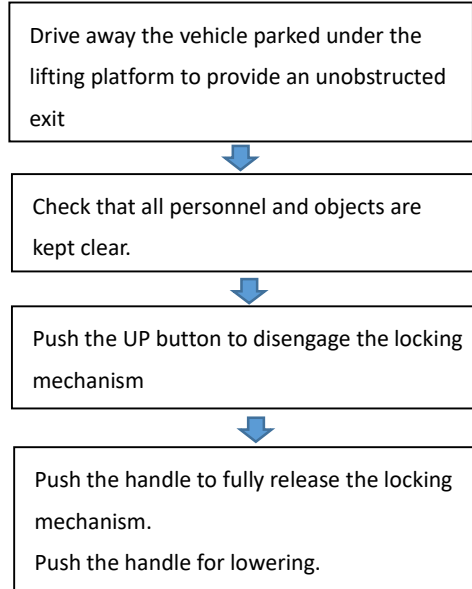 Drive away the vehicle parked under the
lifting platform to provide an unobstructed
exit
Check that all personnel and objects are
kept clear.
Push the UP button to disengage the locking
mechanism
Push the handle to fully release the locking
mechanism.
Push the handle for lowering.